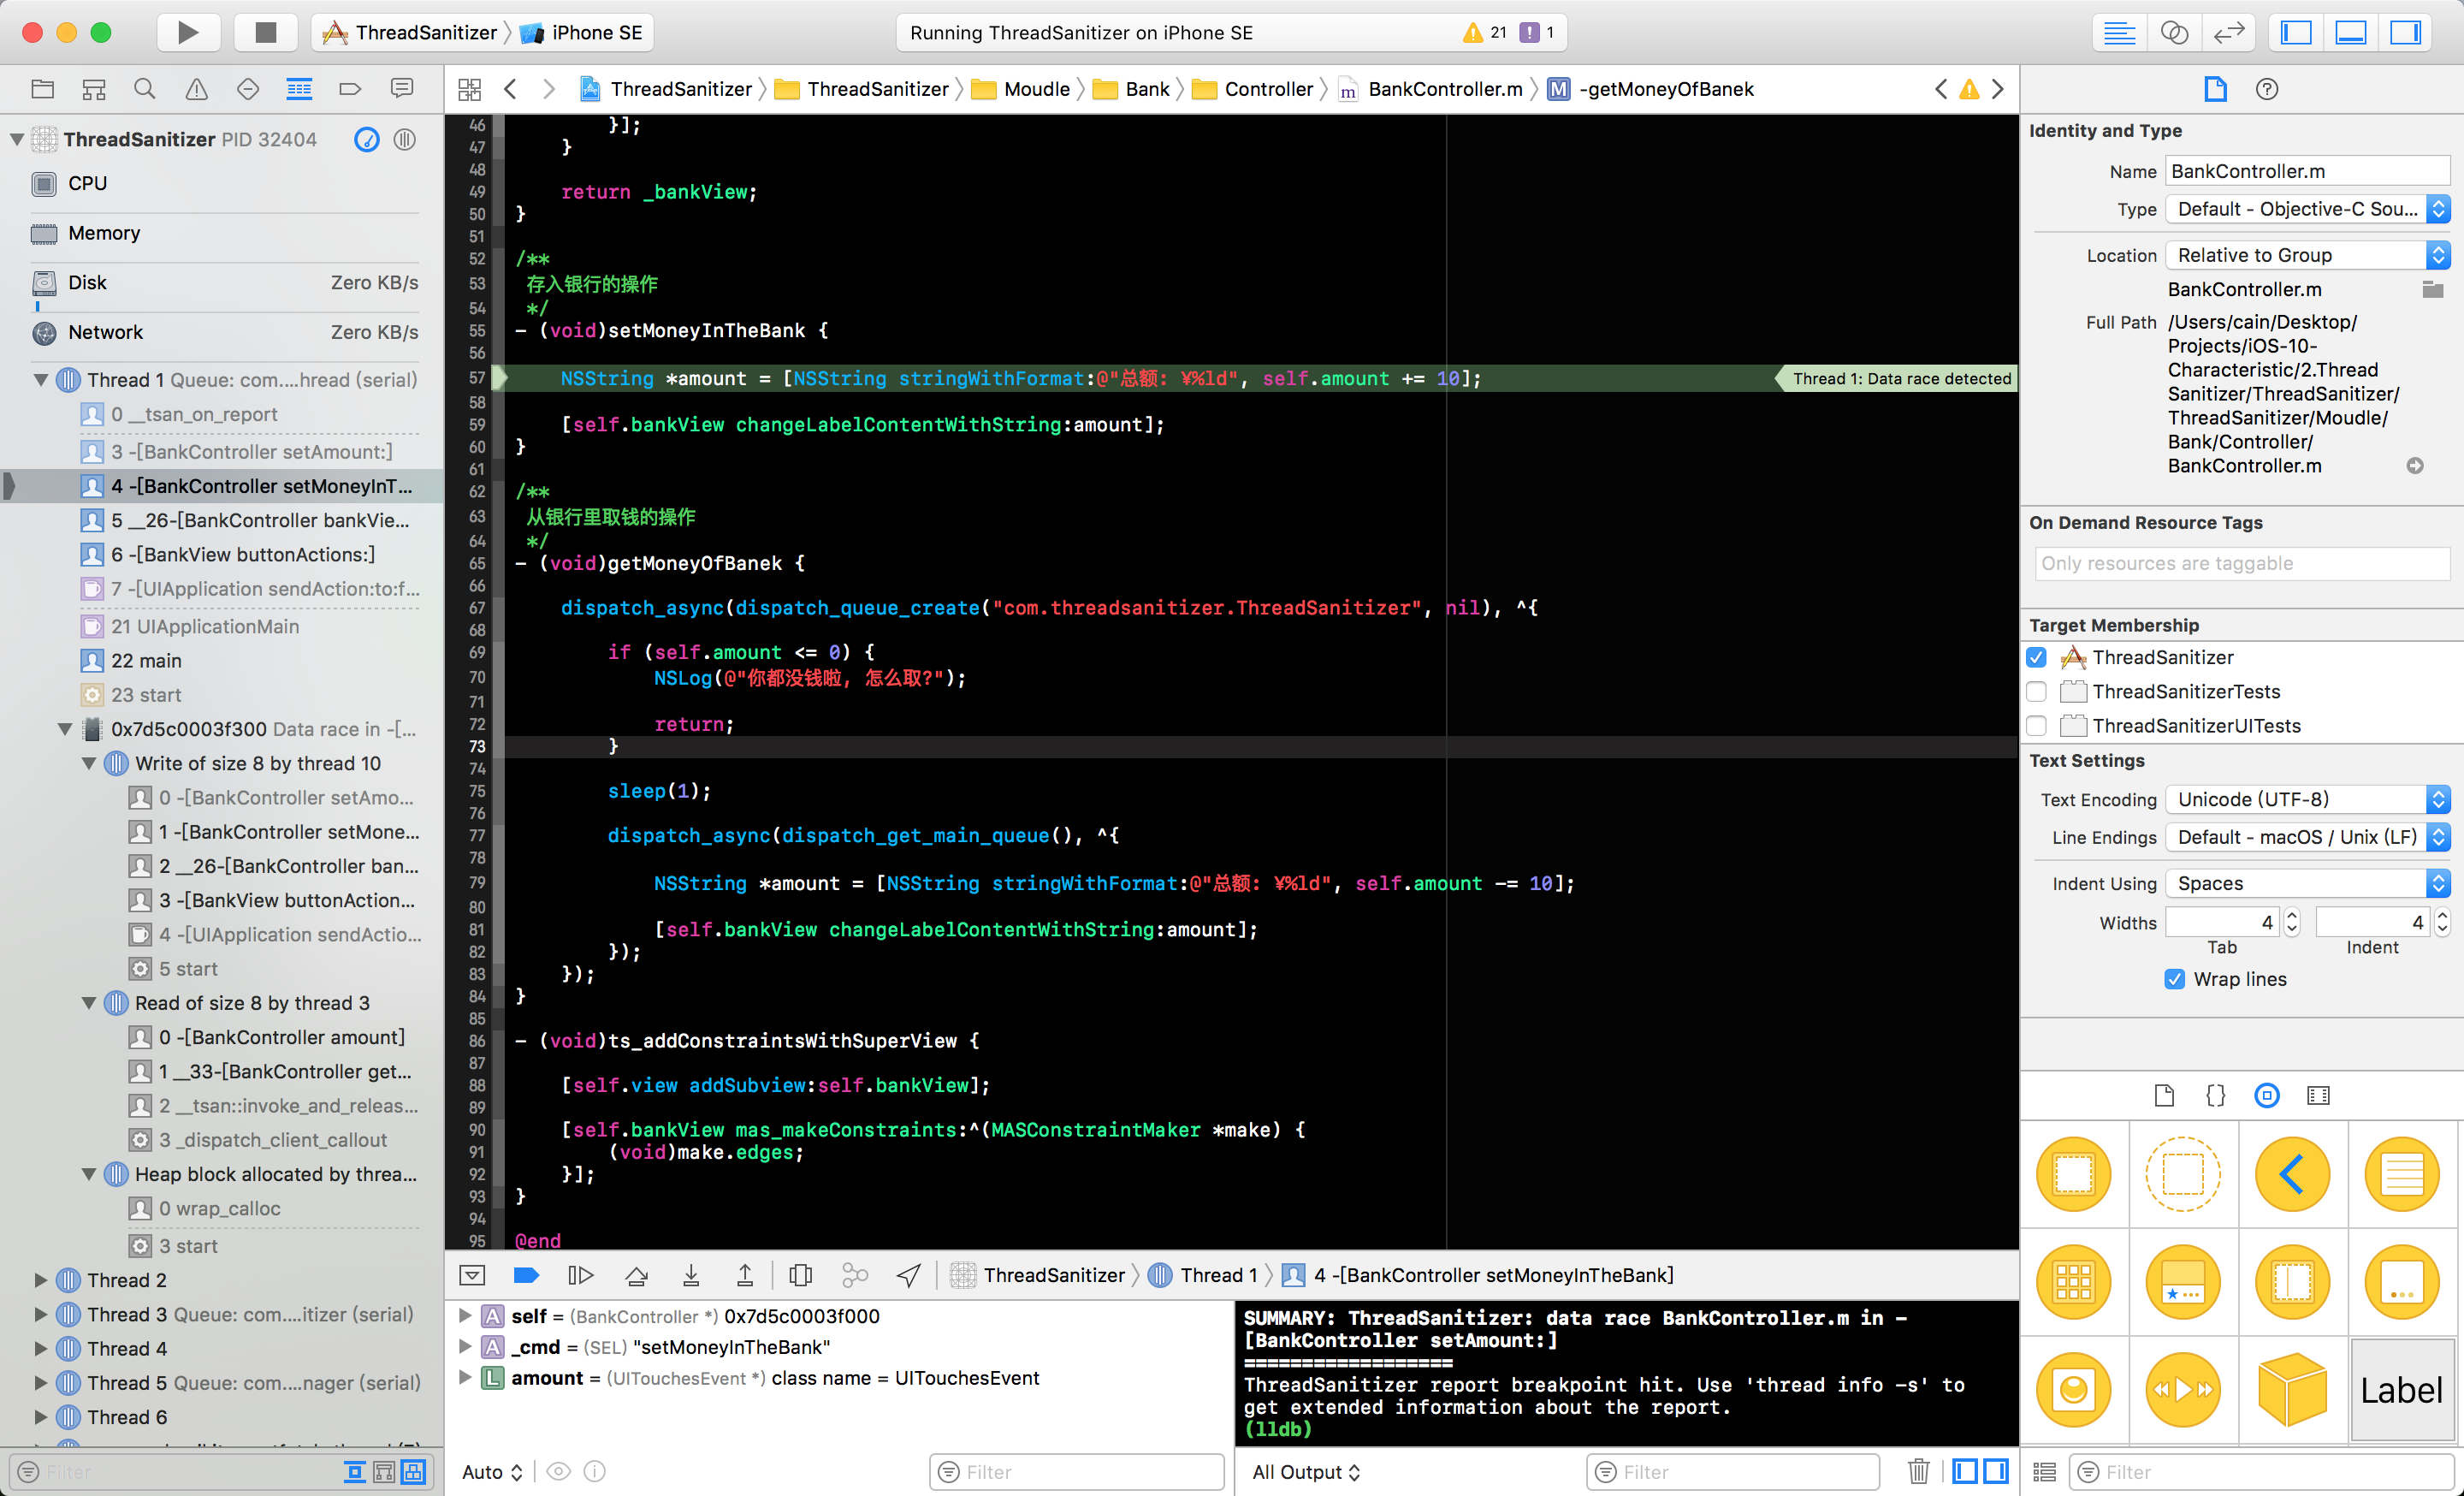 ThreadSanitizer iPhone SE
Running ThreadSanitizer on iPhone SE 21 1
ThreadSanitizer ThreadSanitizer Moudle Bank Controller BankController.m M -getMoneyOfBanek
ThreadSanitizer PID 32404
CPU
Memory
Disk Zero KB/s
Network Zero KB/s
Thread 1 Queue: com....hread (serial)
0 __tsan_on_report
3 -[BankController setAmount:]
4 -[BankController setMoneyInT...
5 __26-[BankController bankVie...
6 -[BankView buttonActions:]
7 -[UIApplication sendAction:to:f...
21 UIApplicationMain
22 main
23 start
0x7d5c0003f300 Data race in -[...
Write of size 8 by thread 10
0 -[BankController setAmo...
1 -[BankController setMone...
2 __26-[BankController ban...
3 -[BankView buttonAction...
4 -[UIApplication sendActio...
5 start
Read of size 8 by thread 3
0 -[BankController amount]
1 __33-[BankController get...
2 __tsan::invoke_and_releas...
3 _dispatch_client_callout
Heap block allocated by threa...
0 wrap_calloc
3 start
Thread 2
Thread 3 Queue: com....itizer (serial)
Thread 4
Thread 5 Queue: com....nager (serial)
Thread 6
Filter
46 }];
47 }
48
49 return _bankView;
50 }
51
52 /**
53 存入银行的操作
54 */
55 - (void)setMoneyInTheBank {
56
57 NSString *amount = [NSString stringWithFormat:@"总额: ¥%ld", self.amount += 10]; Thread 1: Data race detected
58
59 [self.bankView changeLabelContentWithString:amount];
60 }
61
62 /**
63 从银行里取钱的操作
64 */
65 - (void)getMoneyOfBanek {
66
67 dispatch_async(dispatch_queue_create("com.threadsanitizer.ThreadSanitizer", nil), ^{
68
69 if (self.amount <= 0) {
70 NSLog(@"你都没钱啦, 怎么取?");
71
72 return;
73 }
74
75 sleep(1);
76
77 dispatch_async(dispatch_get_main_queue(), ^{
78
79 NSString *amount = [NSString stringWithFormat:@"总额: ¥%ld", self.amount -= 10];
80
81 [self.bankView changeLabelContentWithString:amount];
82 });
83 });
84 }
85
86 - (void)ts_addConstraintsWithSuperView {
87
88 [self.view addSubview:self.bankView];
89
90 [self.bankView mas_makeConstraints:^(MASConstraintMaker *make) {
91 (void)make.edges;
92 }];
93 }
94
95 @end
ThreadSanitizer Thread 1 4 -[BankController setMoneyInTheBank]
A self = (BankController *) 0x7d5c0003f000
A _cmd = (SEL) "setMoneyInTheBank"
L amount = (UITouchesEvent *) class name = UITouchesEvent
Auto Filter
SUMMARY: ThreadSanitizer: data race BankController.m in -
[BankController setAmount:]
==================
ThreadSanitizer report breakpoint hit. Use 'thread info -s' to
get extended information about the report.
(lldb)
All Output Filter
Identity and Type
Name BankController.m
Type Default - Objective-C Sou...
Location Relative to Group
BankController.m
Full Path /Users/cain/Desktop/
Projects/iOS-10-
Characteristic/2.Thread
Sanitizer/ThreadSanitizer/
ThreadSanitizer/Moudle/
Bank/Controller/
BankController.m
On Demand Resource Tags
Only resources are taggable
Target Membership
ThreadSanitizer
ThreadSanitizerTests
ThreadSanitizerUITests
Text Settings
Text Encoding Unicode (UTF-8)
Line Endings Default - macOS / Unix (LF)
Indent Using Spaces
Widths 4 4
Tab Indent
Wrap lines
{}
Label
Filter